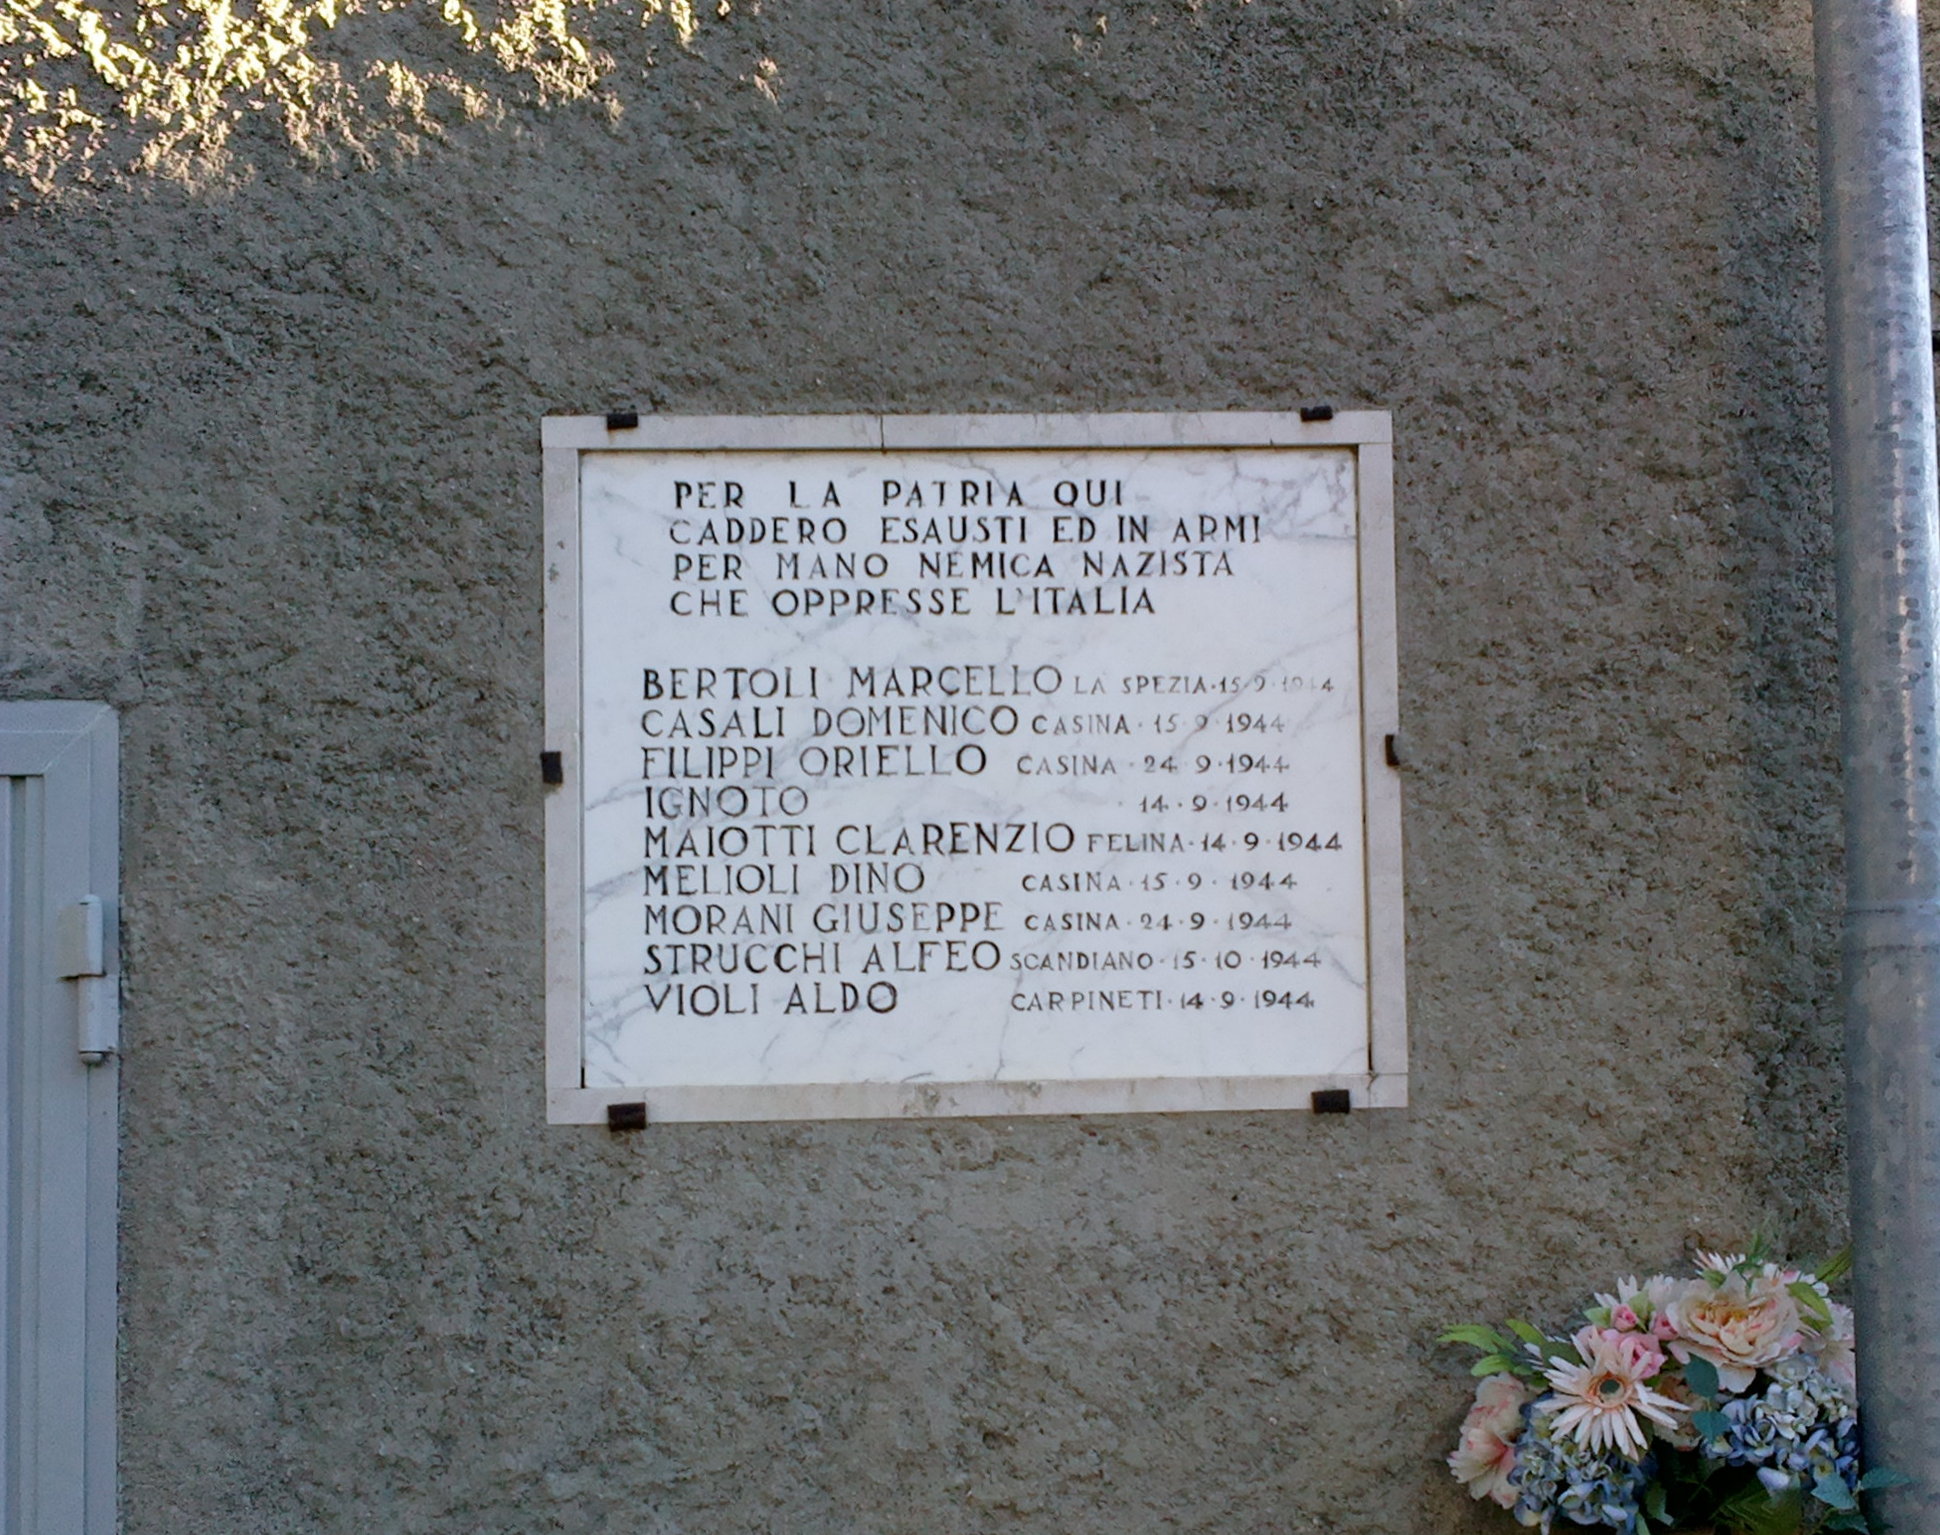 PER LA PATRIA QUI
CADDERO ESAUSTI ED IN ARMI
PER MANO NEMICA NAZISTA
CHE OPPRESSE L'ITALIA
BERTOLI MARCELLO LA SPEZIA·15·9·1944
CASALI DOMENICO CASINA·15·9·1944
FILIPPI ORIELLO CASINA·24·9·1944
IGNOTO ·14·9·1944
MAIOTTI CLARENZIO FELINA·14·9·1944
MELIOLI DINO CASINA·15·9·1944
MORANI GIUSEPPE CASINA·24·9·1944
STRUCCHI ALFEO SCANDIANO·15·10·1944
VIOLI ALDO CARPINETI·14·9·1944